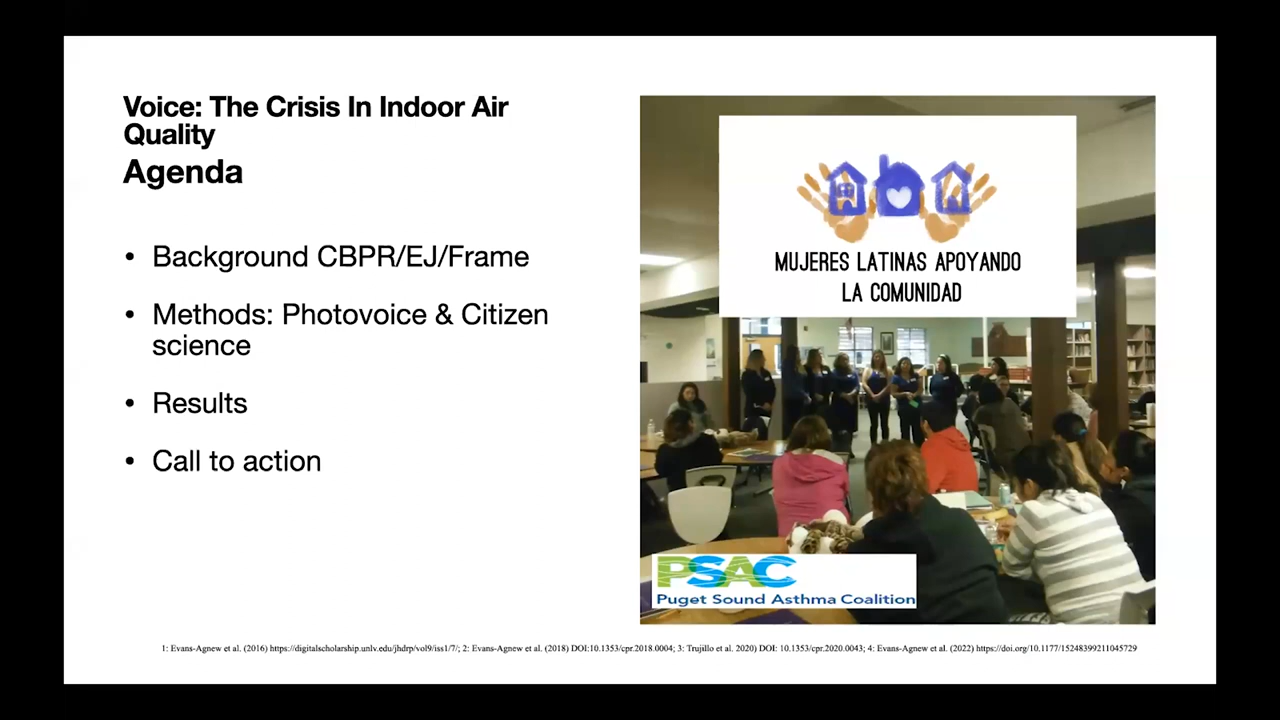 Voice: The Crisis In Indoor Air
Quality
Agenda
• Background CBPR/EJ/Frame
• Methods: Photovoice & Citizen
science
• Results
• Call to action
MUJERES LATINAS APOYANDO
LA COMUNIDAD
PSAC
Puget Sound Asthma Coalition
1: Evans-Agnew et al. (2016) https://digitalscholarship.unlv.edu/jhdrp/vol9/iss1/7/; 2: Evans-Agnew et al. (2018) DOI:10.1353/cpr.2018.0004; 3: Trujillo et al. 2020) DOI: 10.1353/cpr.2020.0043; 4: Evans-Agnew et al. (2022) https://doi.org/10.1177/15248399211045729